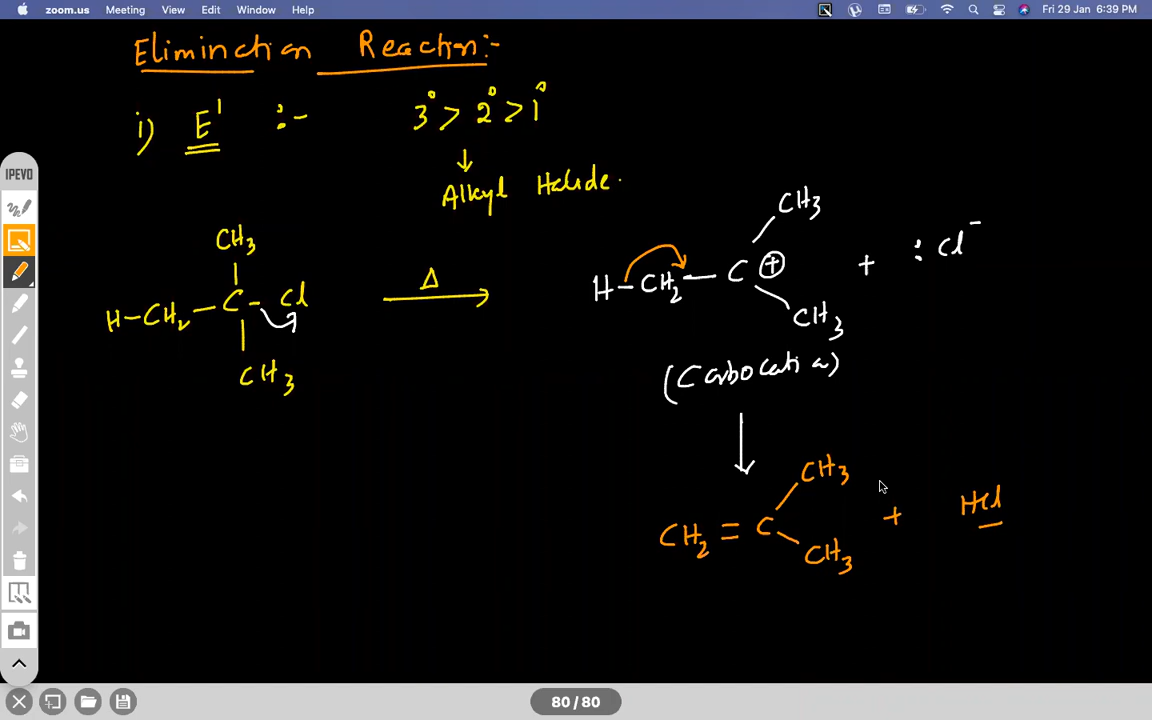 zoom.us Meeting View Edit Window Help Fri 29 Jan 6:39 PM
Eliminction Reaction:-
i) E¹ :- 3° > 2° > 1°
↓
Alkyl Halide.
IPEVO
CH3
CH3
H-CH2-C-Cl
Δ
H-CH2-C⊕ + :Cl⁻
CH3
CH3
(Carbocation)
CH3
CH2=C + HCl
CH3
80 / 80